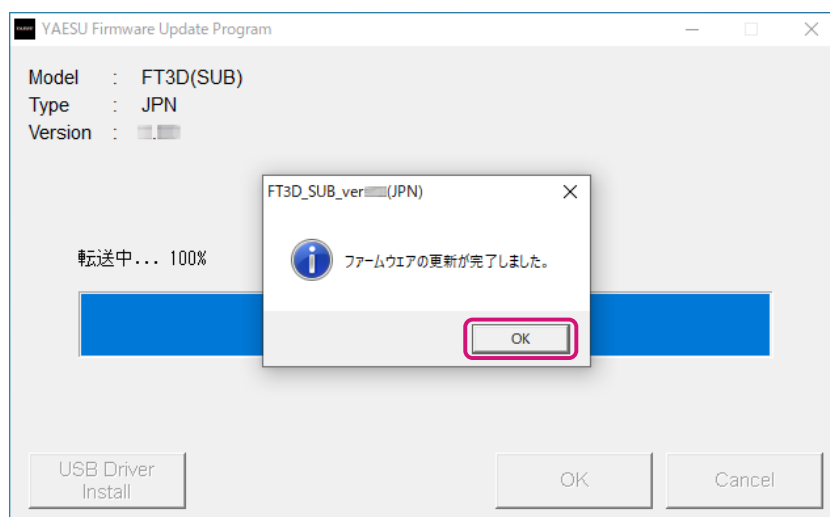 YAESU Firmware Update Program
Model : FT3D(SUB)
Type : JPN
Version :
FT3D_SUB_ver (JPN)
転送中... 100%
ファームウエアの更新が完了しました。
OK
USB Driver
Install
OK
Cancel